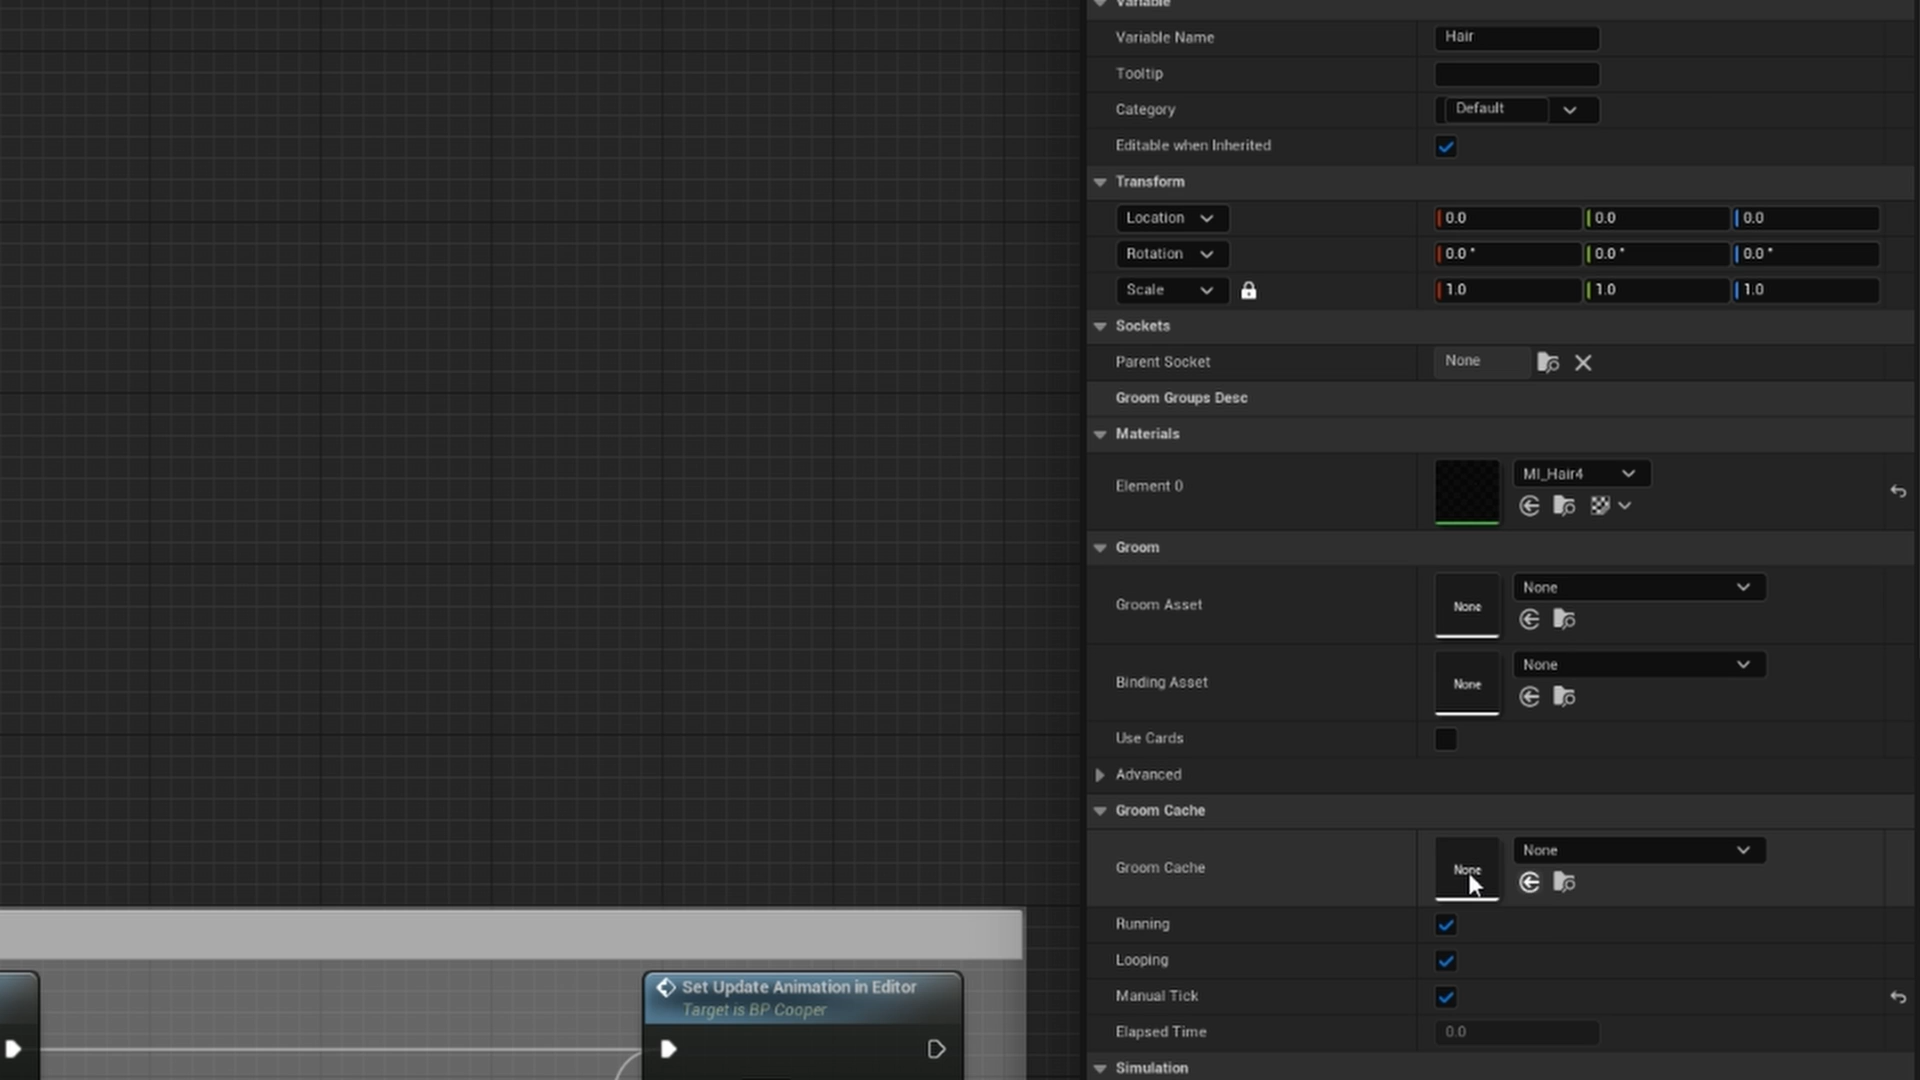 Variable
Variable Name Hair
Tooltip
Category Default
Editable when Inherited
Transform
Location 0.0 0.0 0.0
Rotation 0.0 ° 0.0 ° 0.0 °
Scale 1.0 1.0 1.0
Sockets
Parent Socket None
Groom Groups Desc
Materials
Element 0 MI_Hair4
Groom
Groom Asset None None
Binding Asset None None
Use Cards
Advanced
Groom Cache
Groom Cache None None
Running
Looping
Manual Tick
Elapsed Time 0.0
Simulation
Set Update Animation in Editor
Target is BP Cooper